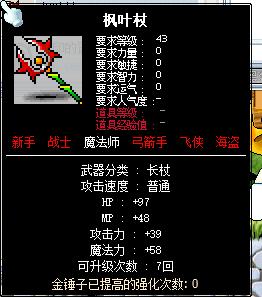 枫叶杖
要求等级： 43
要求力量： 0
要求敏捷： 0
要求智力： 0
要求运气： 0
要求人气度： -
道具等级： -
道具经验值： -
新手 战士 魔法师 弓箭手 飞侠 海盗
武器分类： 长杖
攻击速度： 普通
HP : +97
MP : +48
攻击力 : +39
魔法力 : +58
可升级次数 : 7回
金锤子已提高的强化次数: 0